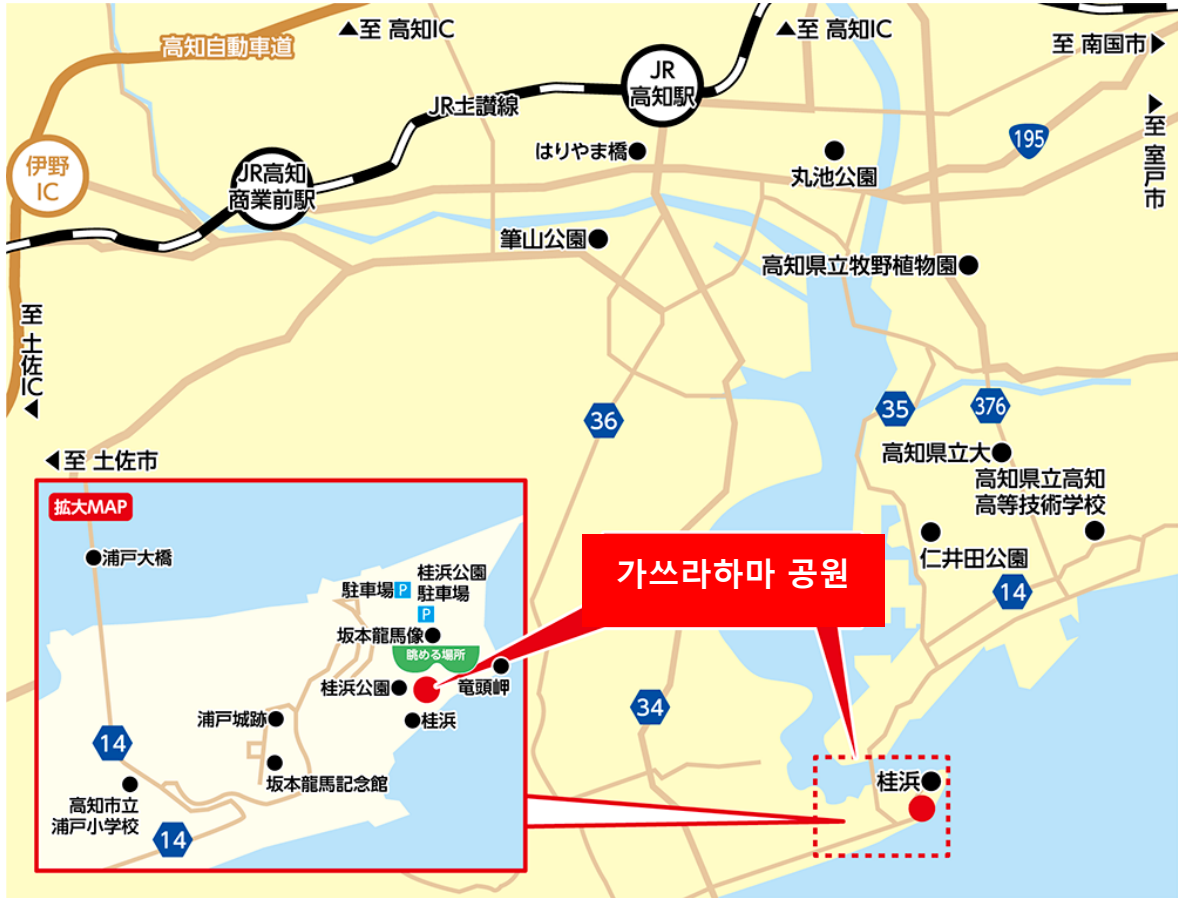 ▲至 高知IC
▲至 高知IC
高知自動車道
至 南国市▶
JR
高知駅
JR土讃線
▶至 室戸市
195
はりやま橋
丸池公園
伊野
IC
JR高知
商業前駅
筆山公園
高知県立牧野植物園
至 土佐IC◀
36
35
376
高知県立大
◀至 土佐市
高知県立高知
高等技術学校
仁井田公園
14
拡大MAP
浦戸大橋
駐車場
P
桂浜公園
駐車場
P
坂本龍馬像
眺める場所
竜頭岬
桂浜公園
浦戸城跡
桂浜
14
坂本龍馬記念館
高知市立
浦戸小学校
14
가쓰라하마 공원
34
桂浜